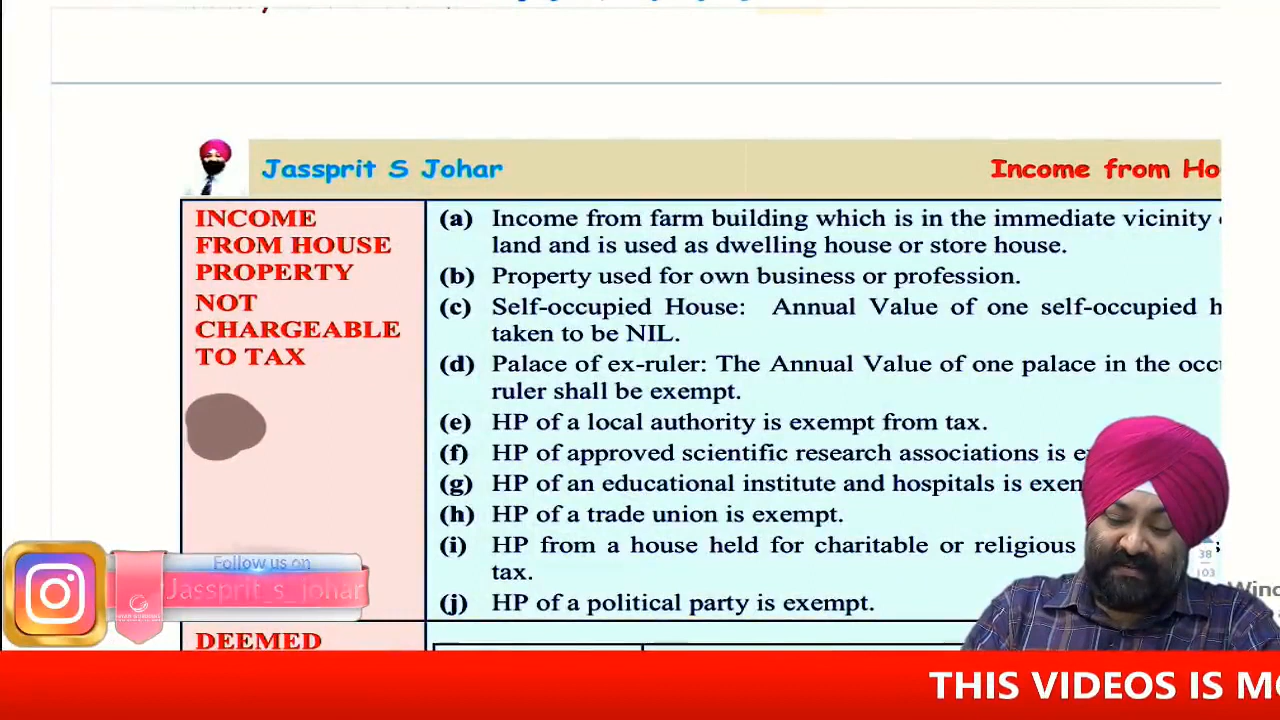 Jassprit S Johar
Income from Ho
INCOME
FROM HOUSE
PROPERTY
NOT
CHARGEABLE
TO TAX
(a) Income from farm building which is in the immediate vicinity
land and is used as dwelling house or store house.
(b) Property used for own business or profession.
(c) Self-occupied House: Annual Value of one self-occupied h
taken to be NIL.
(d) Palace of ex-ruler: The Annual Value of one palace in the occu
ruler shall be exempt.
(e) HP of a local authority is exempt from tax.
(f) HP of approved scientific research associations is e
(g) HP of an educational institute and hospitals is exem
(h) HP of a trade union is exempt.
(i) HP from a house held for charitable or religious
tax.
(j) HP of a political party is exempt.
DEEMED
Follow us on
Jassprit_s_johar
38
103
Winc
THIS VIDEOS IS M